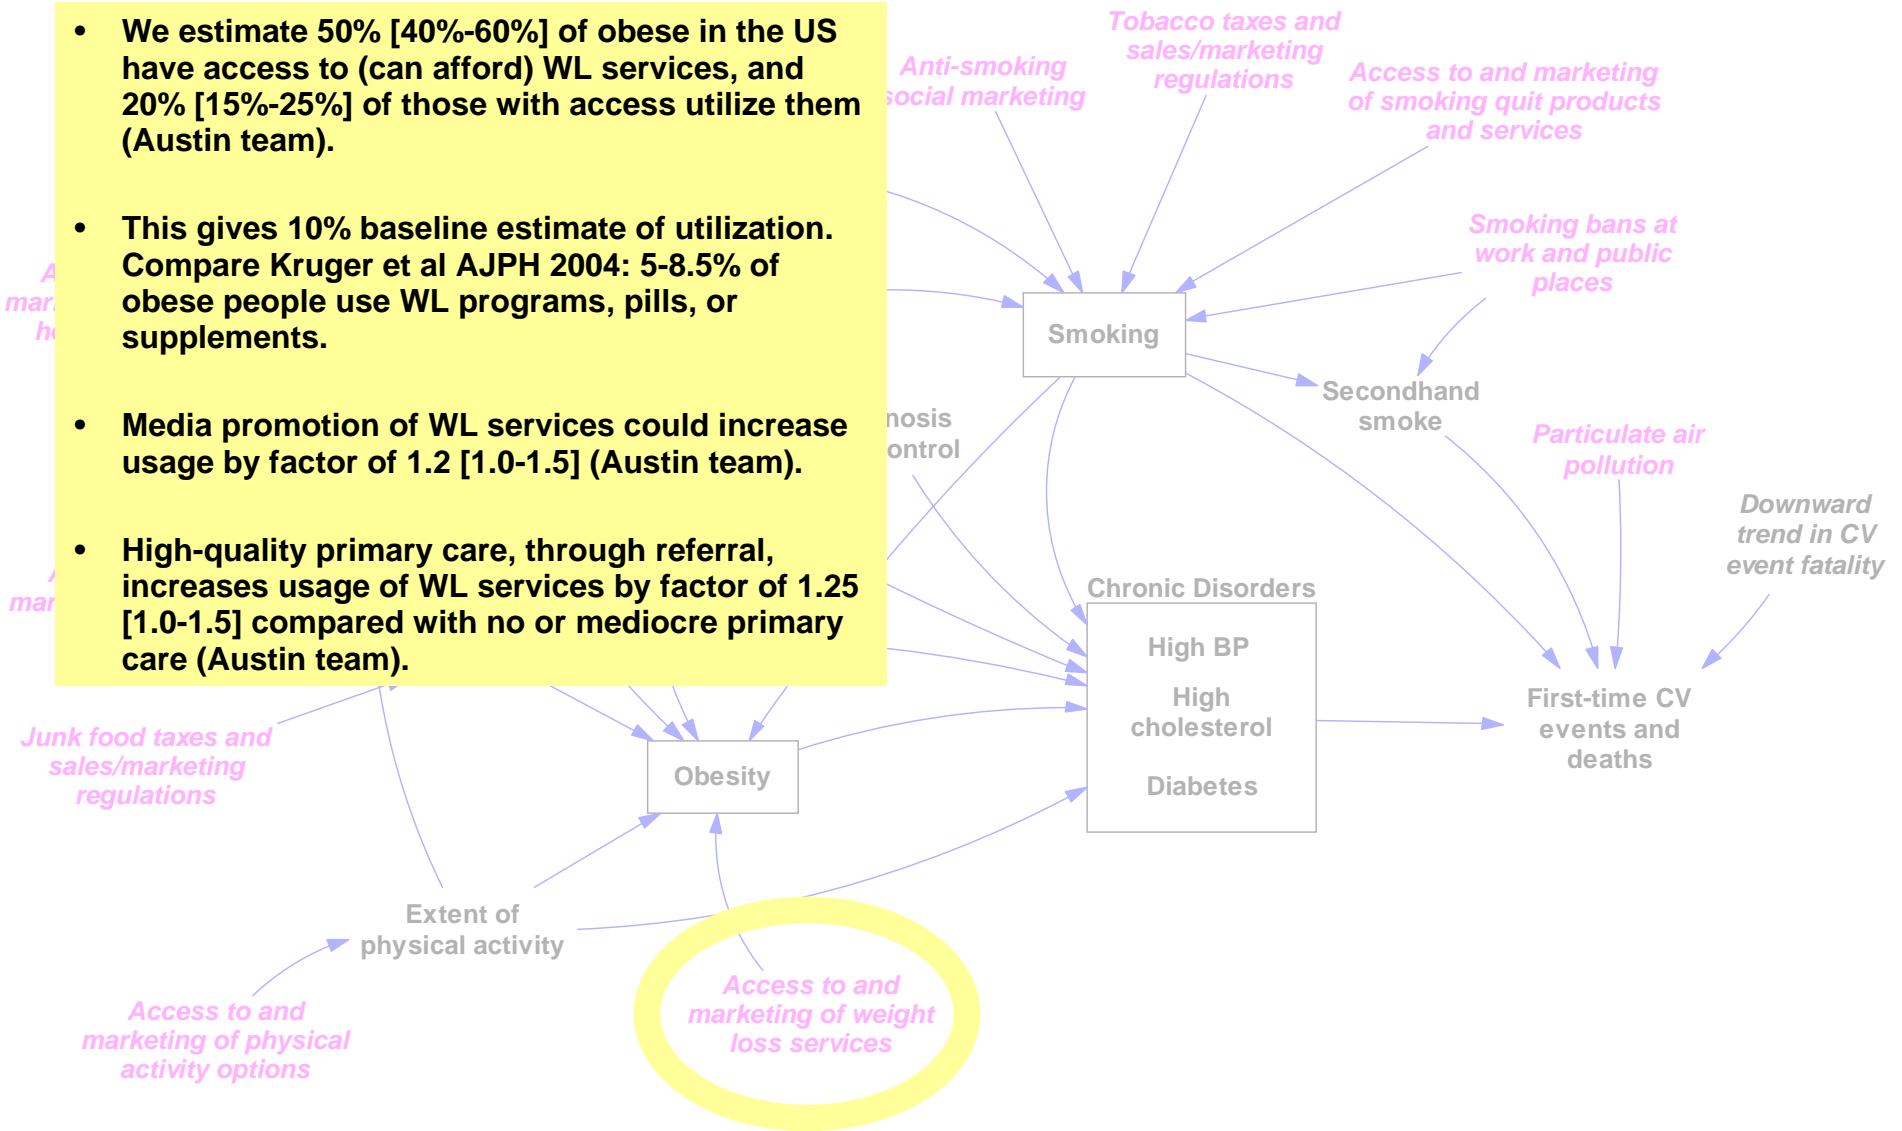 • We estimate 50% [40%-60%] of obese in the US
have access to (can afford) WL services, and
20% [15%-25%] of those with access utilize them
(Austin team).
• This gives 10% baseline estimate of utilization.
Compare Kruger et al AJPH 2004: 5-8.5% of
obese people use WL programs, pills, or
supplements.
• Media promotion of WL services could increase
usage by factor of 1.2 [1.0-1.5] (Austin team).
• High-quality primary care, through referral,
increases usage of WL services by factor of 1.25
[1.0-1.5] compared with no or mediocre primary
care (Austin team).
Anti-smoking
social marketing
Tobacco taxes and
sales/marketing
regulations
Access to and marketing
of smoking quit products
and services
Smoking bans at
work and public
places
Smoking
Secondhand
smoke
Particulate air
pollution
Downward
trend in CV
event fatality
Chronic Disorders
High BP
High
cholesterol
Diabetes
First-time CV
events and
deaths
Junk food taxes and
sales/marketing
regulations
Obesity
Extent of
physical activity
Access to and
marketing of physical
activity options
Access to and
marketing of weight
loss services